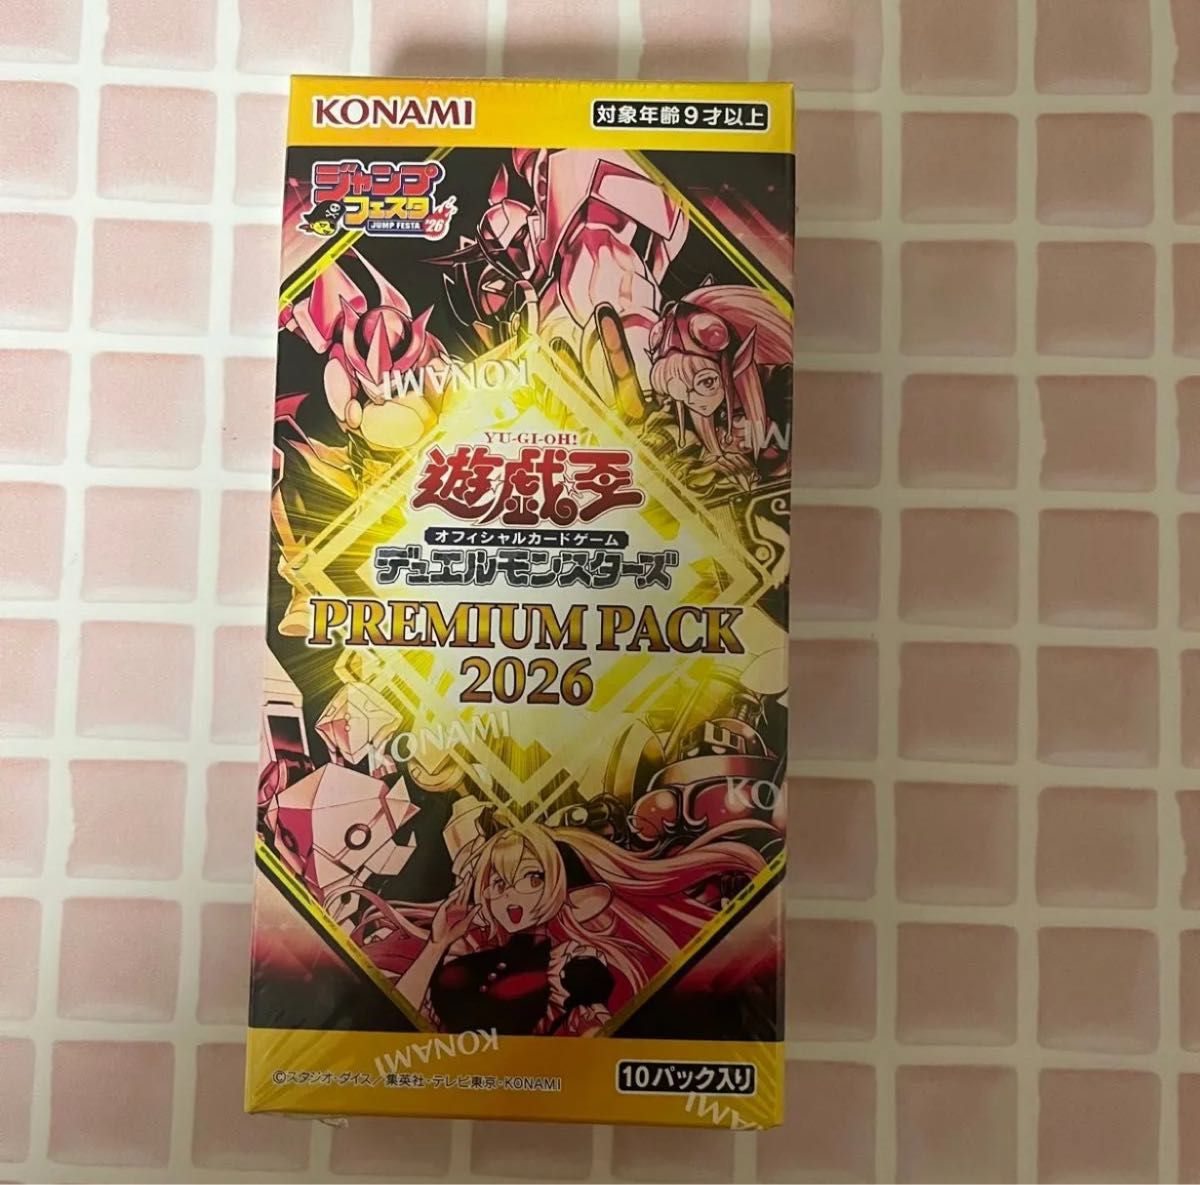 KONAMI
対象年齢9才以上
ジャンプ
フェスタ
JUMP FESTA '26
KONAMI
KONAMI
YU-GI-OH!
遊☆戯☆王
オフィシャルカードゲーム
デュエルモンスターズ
PREMIUM PACK
2026
KONAMI
KO
KONAMI
©スタジオ・ダイス/集英社・テレビ東京・KONAMI
10パック入り